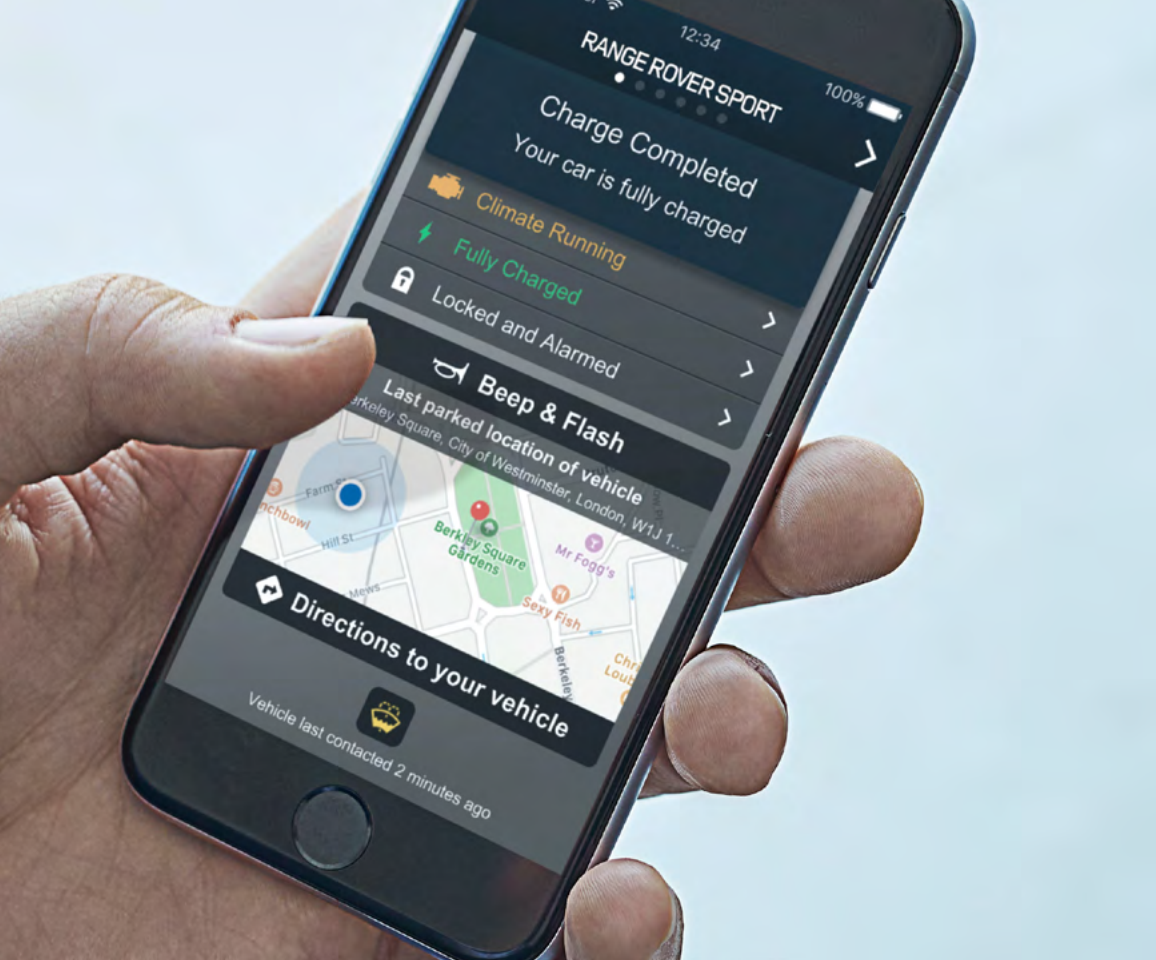 12:34
100%
RANGE ROVER SPORT
Charge Completed
Your car is fully charged
Climate Running
Fully Charged
Locked and Alarmed
Beep & Flash
Last parked location of vehicle
Square, City of Westminster, London, W1J 1...
Farm
Hill St
Mews
Berkley Square
Gardens
Mr Fogg's
Sexy Fish
Berkeley
Directions to your vehicle
Vehicle last contacted 2 minutes ago